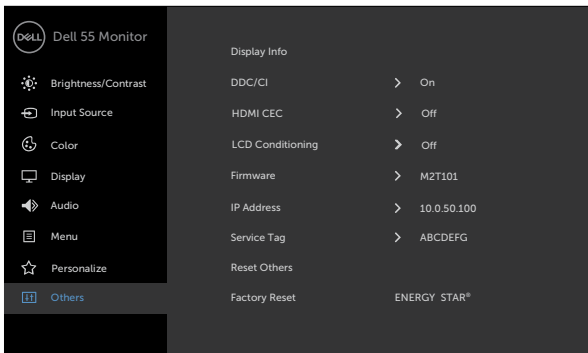 DELL Dell 55 Monitor
Brightness/Contrast
Input Source
Color
Display
Audio
Menu
Personalize
Others
Display Info
DDC/CI > On
HDMI CEC > Off
LCD Conditioning > Off
Firmware > M2T101
IP Address > 10.0.50.100
Service Tag > ABCDEFG
Reset Others
Factory Reset ENERGY STAR®